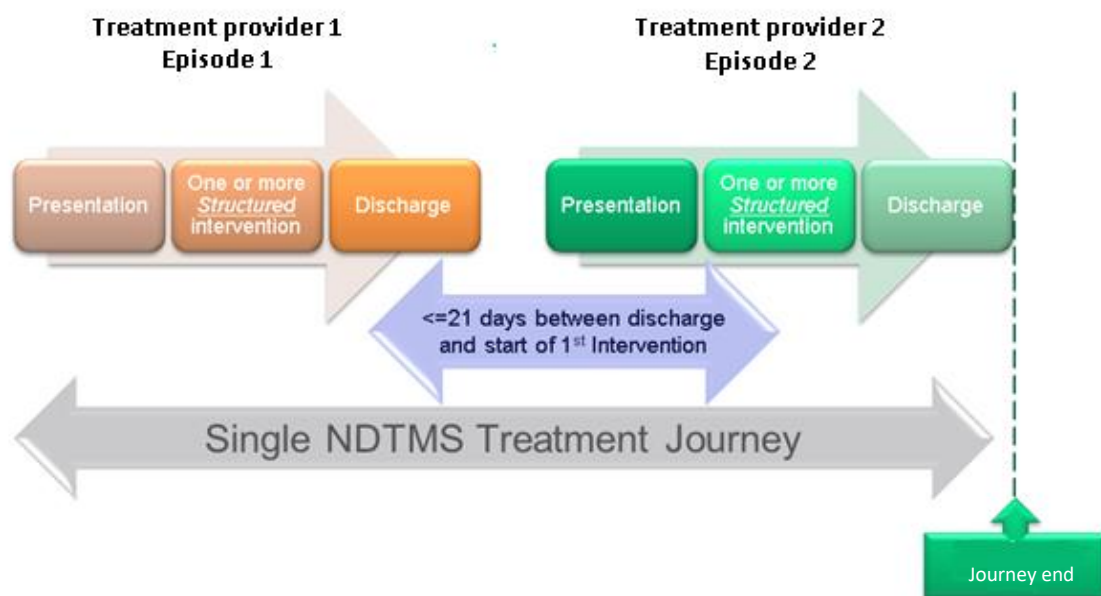 Treatment provider 1
Episode 1
Treatment provider 2
Episode 2
Presentation
One or more
Structured
intervention
Discharge
Presentation
One or more
Structured
intervention
Discharge
<=21 days between discharge
and start of 1st Intervention
Single NDTMS Treatment Journey
Journey end